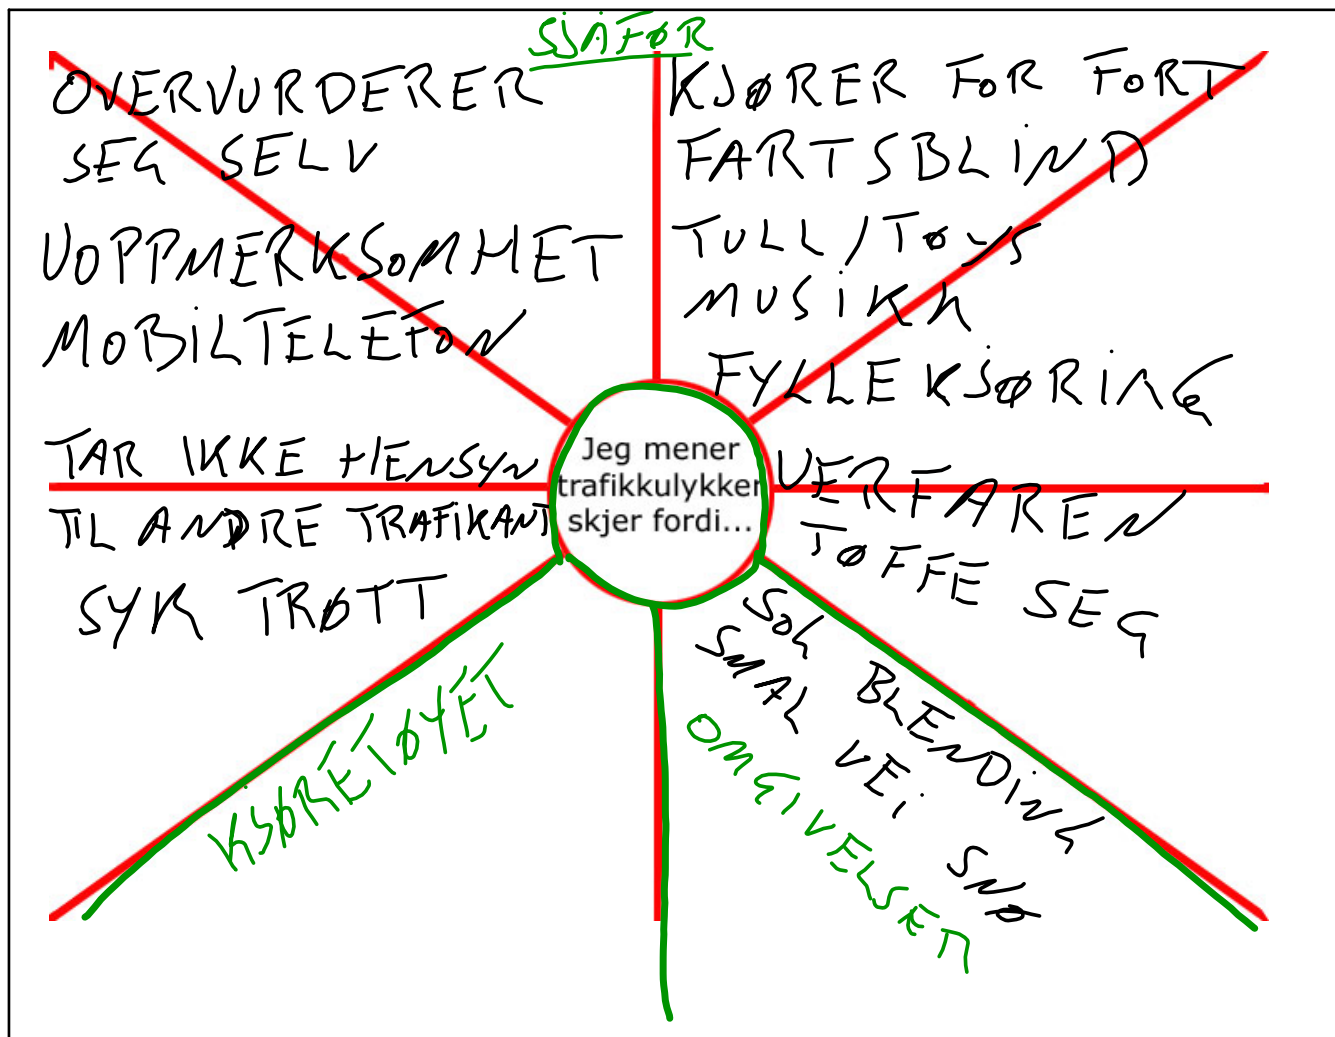 SJÅFØR
OVERVURDERER
SEG SELV
UOPPMERKSOMHET
MOBILTELEFON
TAR IKKE HENSYN
TIL ANDRE TRAFIKANT
SYK TRØTT
KJØRER FOR FORT
FARTSBLIND
TULL/TØYS
MUSIKK
FYLLEKJØRING
UERFAREN
TØFFE SEG
Jeg mener
trafikkulykker
skjer fordi...
KJØRETØYET
SOL BLENDING
SMAL VEI SNØ
OMGIVELSER